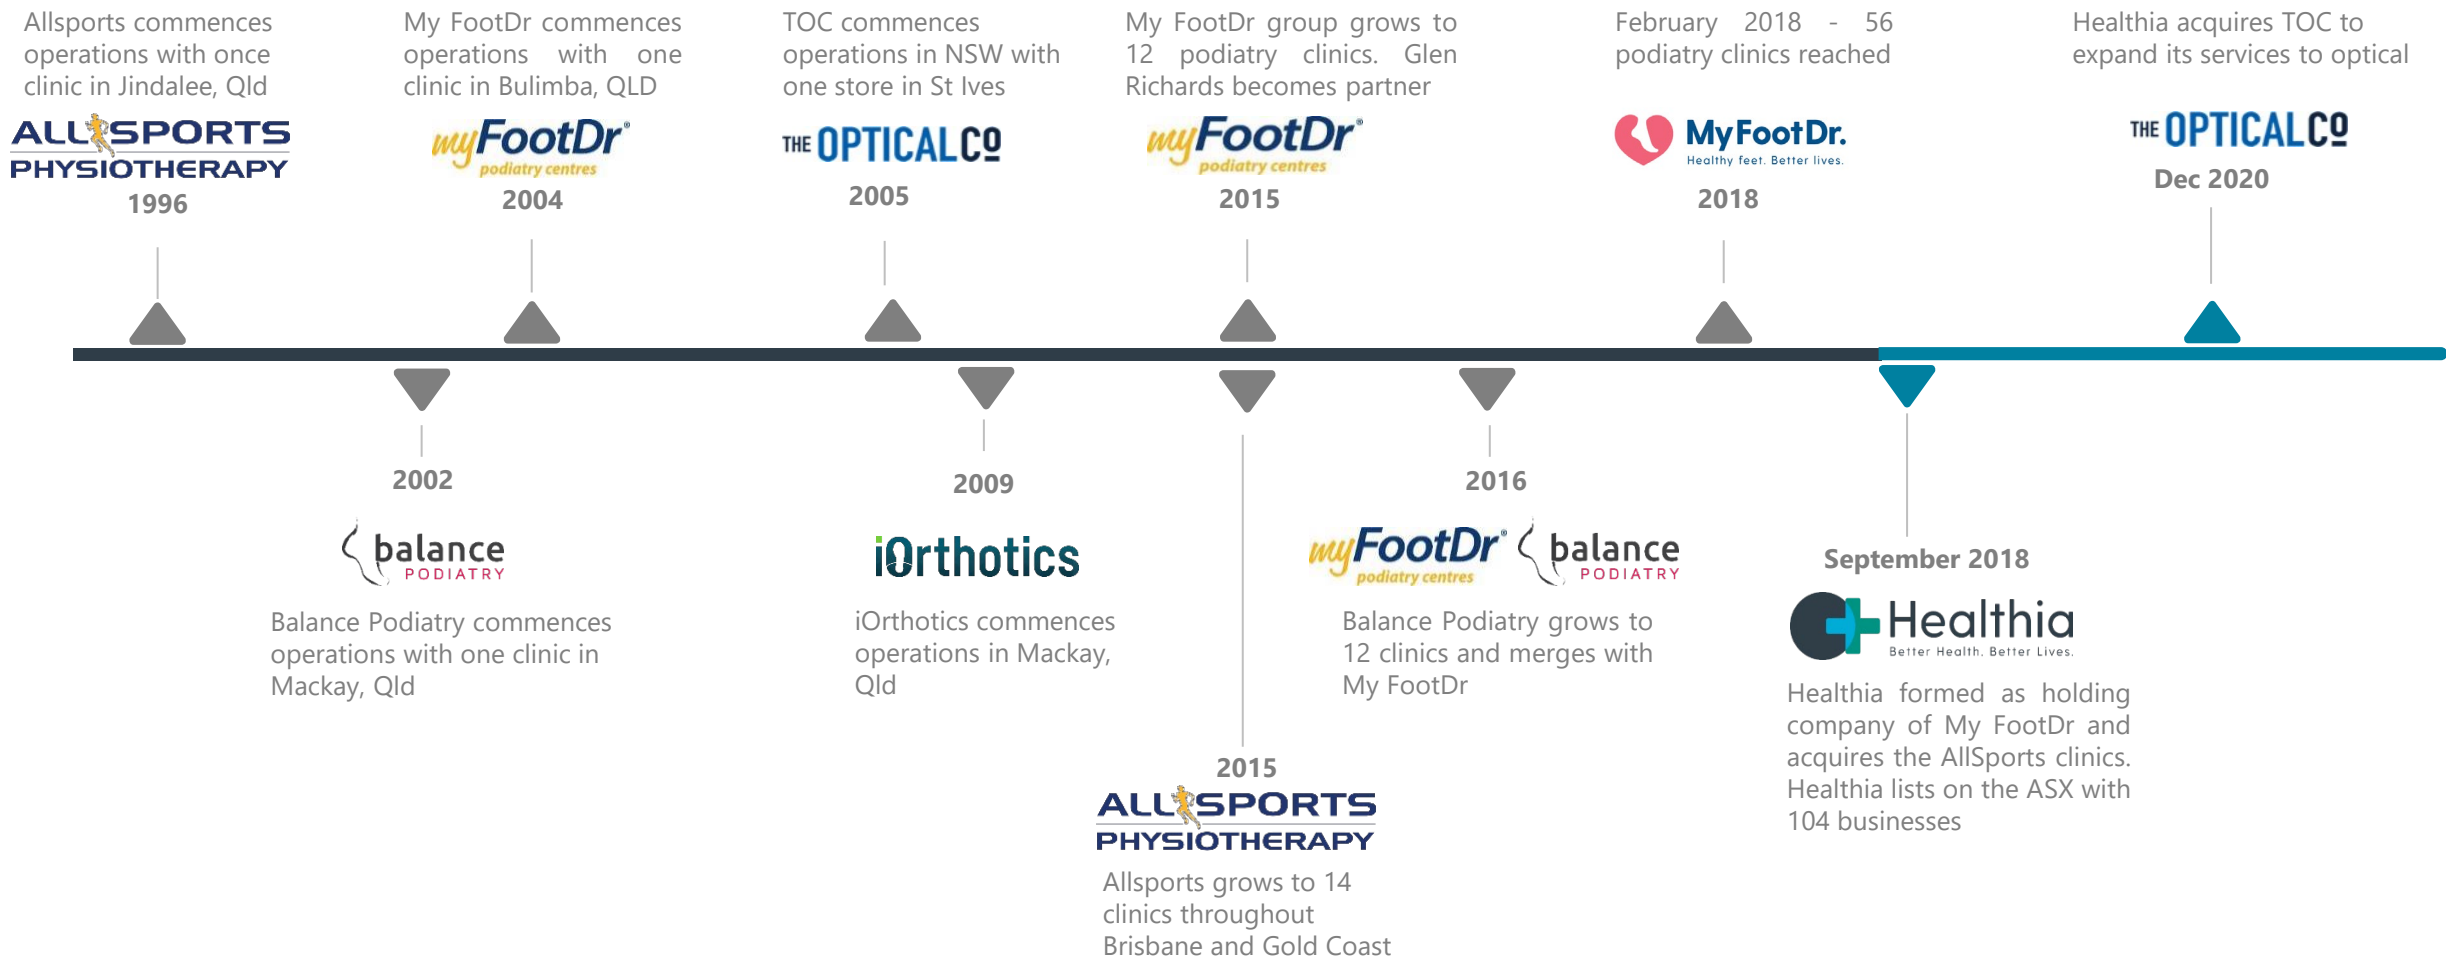 Allsports commences
operations with once
clinic in Jindalee, Qld
ALLSPORTS
PHYSIOTHERAPY
1996
My FootDr commences
operations with one
clinic in Bulimba, QLD
myFootDr®
podiatry centres
2004
TOC commences
operations in NSW with
one store in St Ives
THE OPTICAL CO
2005
My FootDr group grows to
12 podiatry clinics. Glen
Richards becomes partner
myFootDr®
podiatry centres
2015
February 2018 - 56
podiatry clinics reached
MyFootDr.
Healthy feet. Better lives.
2018
Healthia acquires TOC to
expand its services to optical
THE OPTICAL CO
Dec 2020
2002
balance
PODIATRY
Balance Podiatry commences
operations with one clinic in
Mackay, Qld
2009
iOrthotics
iOrthotics commences
operations in Mackay,
Qld
2015
ALLSPORTS
PHYSIOTHERAPY
Allsports grows to 14
clinics throughout
Brisbane and Gold Coast
2016
myFootDr®
podiatry centres
balance
PODIATRY
Balance Podiatry grows to
12 clinics and merges with
My FootDr
September 2018
Healthia
Better Health. Better Lives.
Healthia formed as holding
company of My FootDr and
acquires the AllSports clinics.
Healthia lists on the ASX with
104 businesses